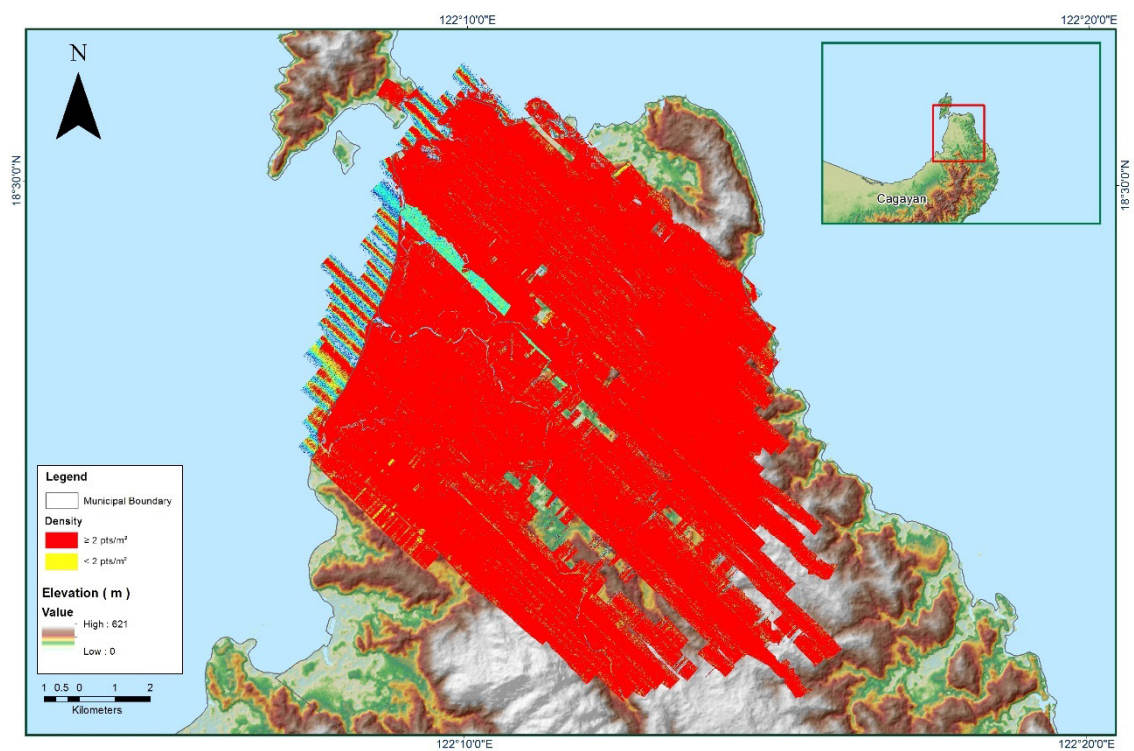 122°10'0"E
122°20'0"E
N
18°30'0"N
18°30'0"N
Cagayan
Legend
Municipal Boundary
Density
≥ 2 pts/m²
< 2 pts/m²
Elevation ( m )
Value
High : 621
Low : 0
1 0.5 0 1 2
Kilometers
122°10'0"E
122°20'0"E